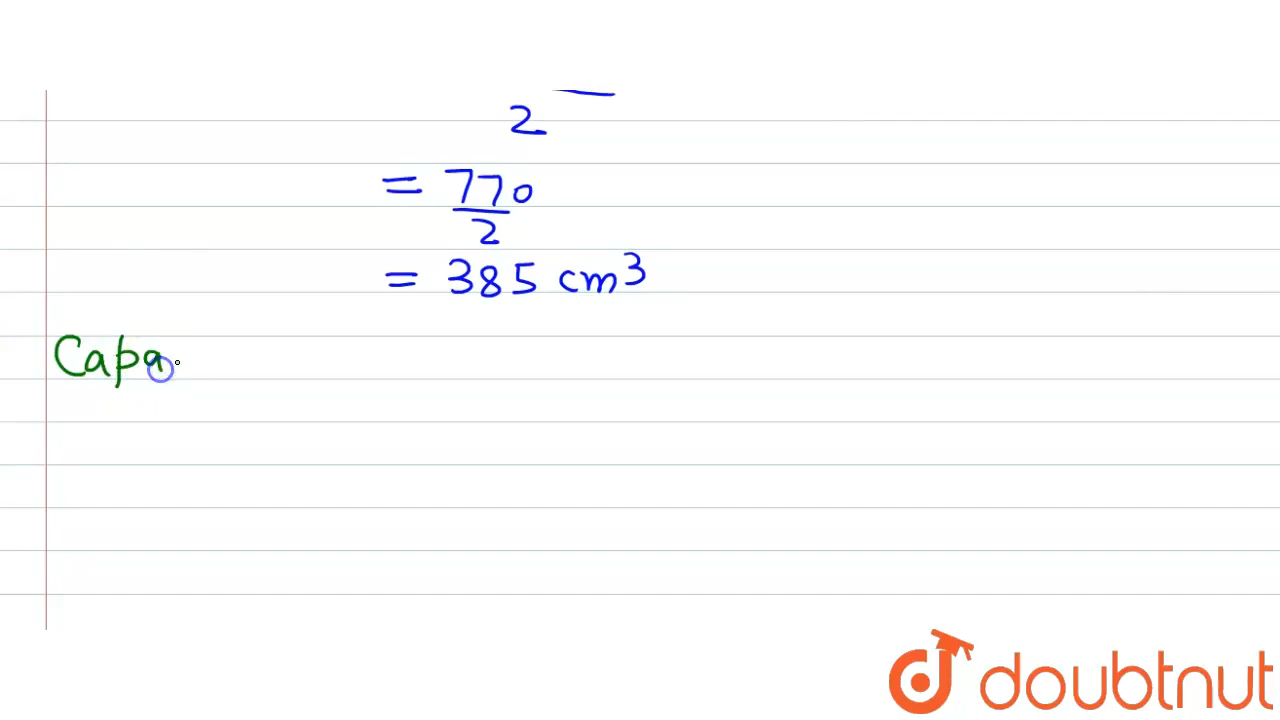 2
= 770
2
= 385 cm³
Capa
doubtnut